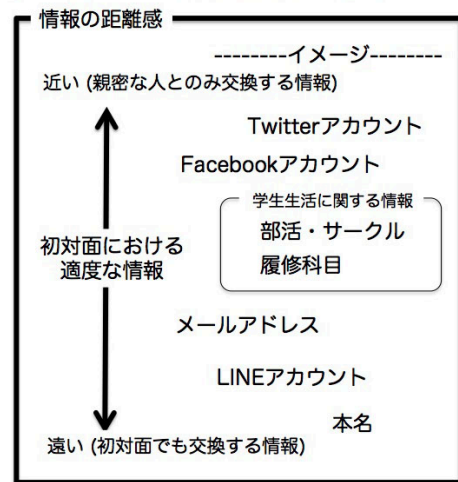 情報の距離感
--------イメージ--------
近い (親密な人とのみ交換する情報)
Twitterアカウント
Facebookアカウント
学生生活に関する情報
部活・サークル
履修科目
初対面における
適度な情報
メールアドレス
LINEアカウント
本名
遠い (初対面でも交換する情報)